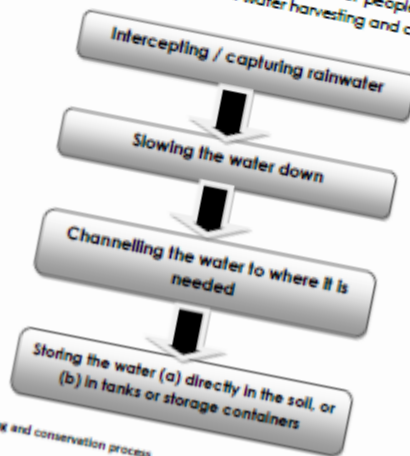 people
water harvesting and
Intercepting / capturing rainwater
Slowing the water down
Channelling the water to where it is
needed
Storing the water (a) directly in the soil, or
(b) in tanks or storage containers
and conservation process